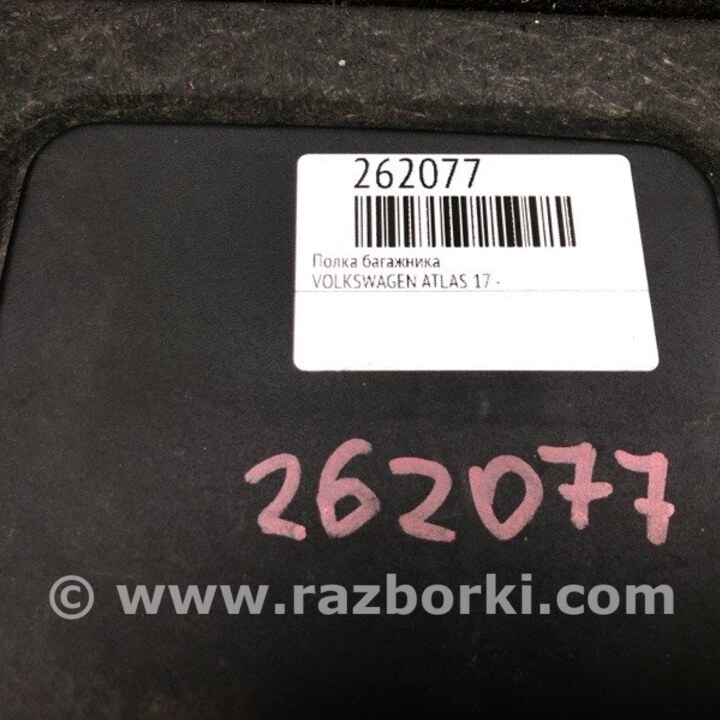 262077
Полка багажника
VOLKSWAGEN ATLAS 17 -
262077
© www.razborki.com